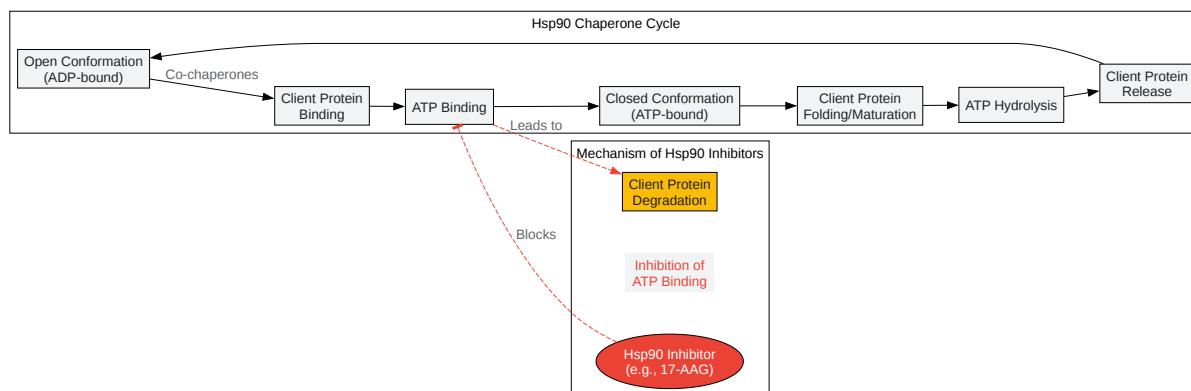 Hsp90 Chaperone Cycle
Open Conformation
(ADP-bound)
Co-chaperones
Client Protein
Binding
ATP Binding
Closed Conformation
(ATP-bound)
Client Protein
Folding/Maturation
ATP Hydrolysis
Client Protein
Release
Leads to
Mechanism of Hsp90 Inhibitors
Client Protein
Degradation
Blocks
Inhibition of
ATP Binding
Hsp90 Inhibitor
(e.g., 17-AAG)